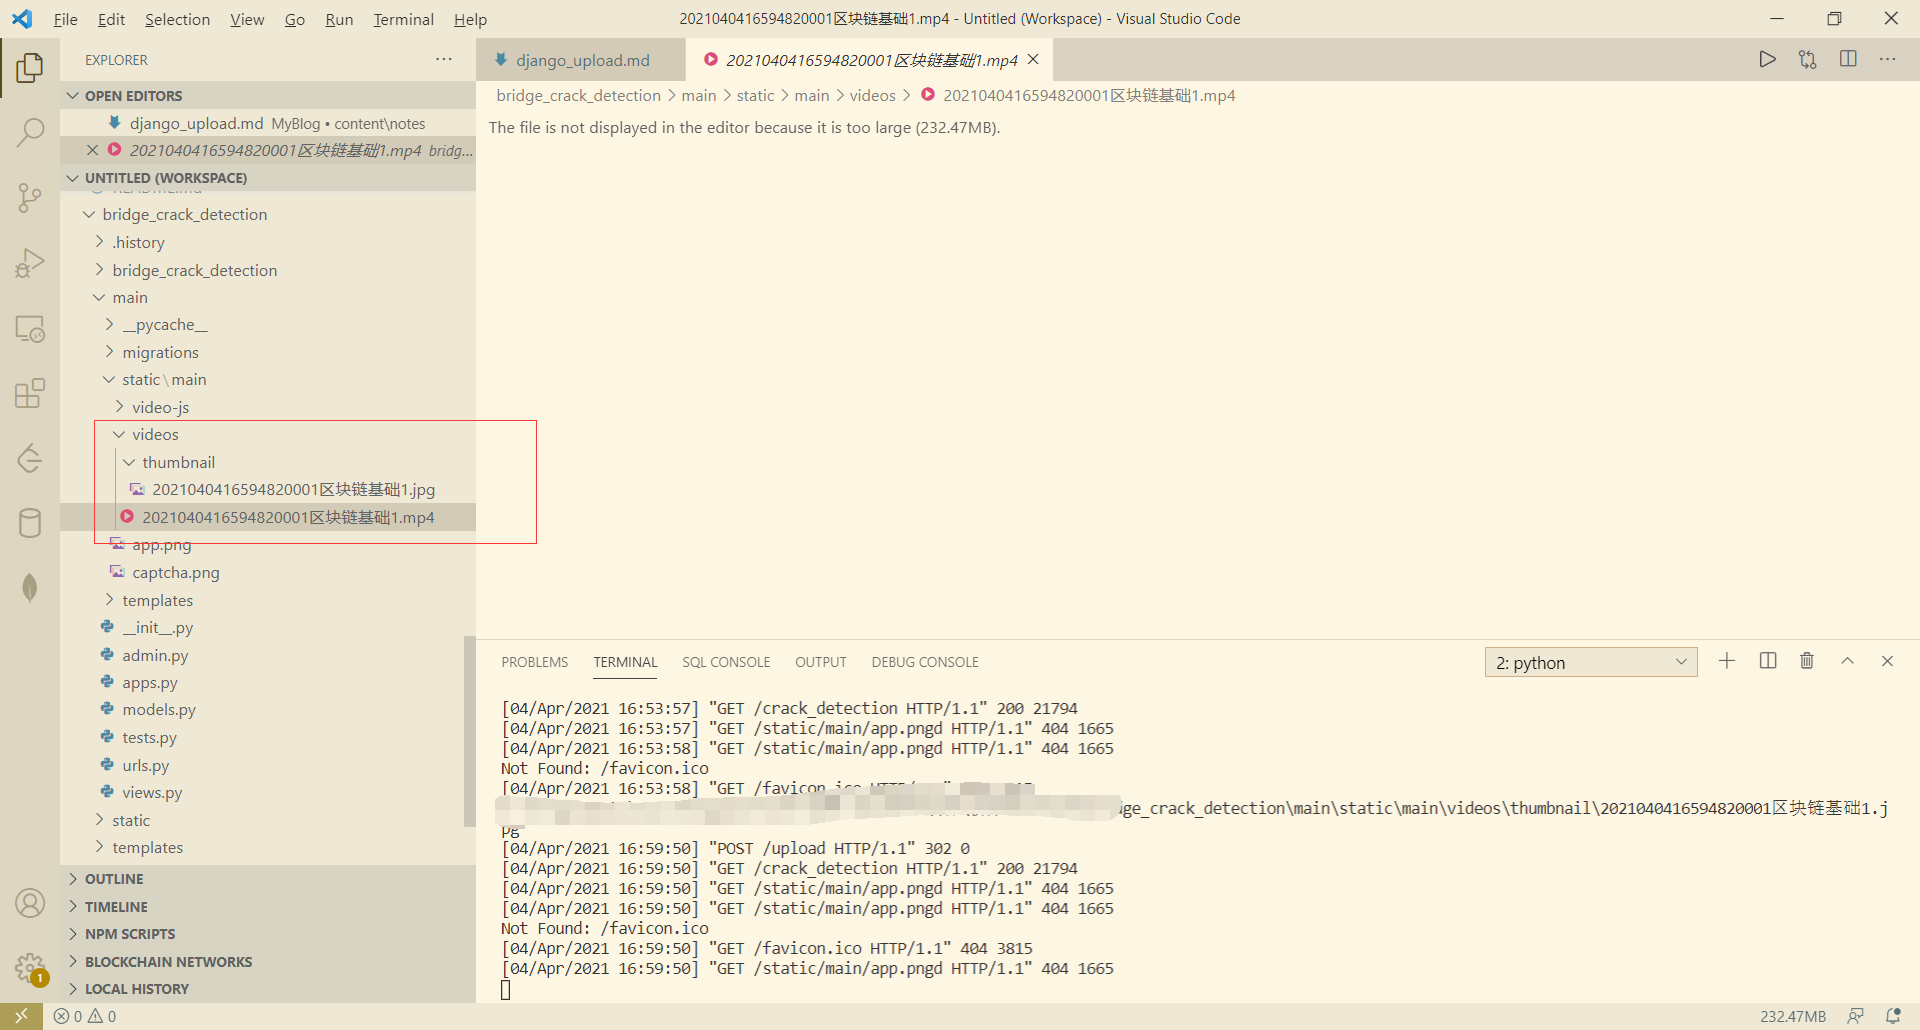 File Edit Selection View Go Run Terminal Help
2021040416594820001区块链基础1.mp4 - Untitled (Workspace) - Visual Studio Code
EXPLORER
OPEN EDITORS
django_upload.md MyBlog • content\notes
2021040416594820001区块链基础1.mp4 bridg...
UNTITLED (WORKSPACE)
README.md
bridge_crack_detection
.history
bridge_crack_detection
main
__pycache__
migrations
static\main
video-js
videos
thumbnail
2021040416594820001区块链基础1.jpg
2021040416594820001区块链基础1.mp4
app.png
captcha.png
templates
__init__.py
admin.py
apps.py
models.py
tests.py
urls.py
views.py
static
templates
OUTLINE
TIMELINE
NPM SCRIPTS
BLOCKCHAIN NETWORKS
LOCAL HISTORY
1
django_upload.md
2021040416594820001区块链基础1.mp4
bridge_crack_detection > main > static > main > videos > 2021040416594820001区块链基础1.mp4
The file is not displayed in the editor because it is too large (232.47MB).
PROBLEMS TERMINAL SQL CONSOLE OUTPUT DEBUG CONSOLE
2: python
[04/Apr/2021 16:53:57] "GET /crack_detection HTTP/1.1" 200 21794
[04/Apr/2021 16:53:57] "GET /static/main/app.pngd HTTP/1.1" 404 1665
[04/Apr/2021 16:53:58] "GET /static/main/app.pngd HTTP/1.1" 404 1665
Not Found: /favicon.ico
[04/Apr/2021 16:53:58] "GET /favicon.ico
ge_crack_detection\main\static\main\videos\thumbnail\2021040416594820001区块链基础1.j
pg
[04/Apr/2021 16:59:50] "POST /upload HTTP/1.1" 302 0
[04/Apr/2021 16:59:50] "GET /crack_detection HTTP/1.1" 200 21794
[04/Apr/2021 16:59:50] "GET /static/main/app.pngd HTTP/1.1" 404 1665
[04/Apr/2021 16:59:50] "GET /static/main/app.pngd HTTP/1.1" 404 1665
Not Found: /favicon.ico
[04/Apr/2021 16:59:50] "GET /favicon.ico HTTP/1.1" 404 3815
[04/Apr/2021 16:59:50] "GET /static/main/app.pngd HTTP/1.1" 404 1665
0 0
232.47MB